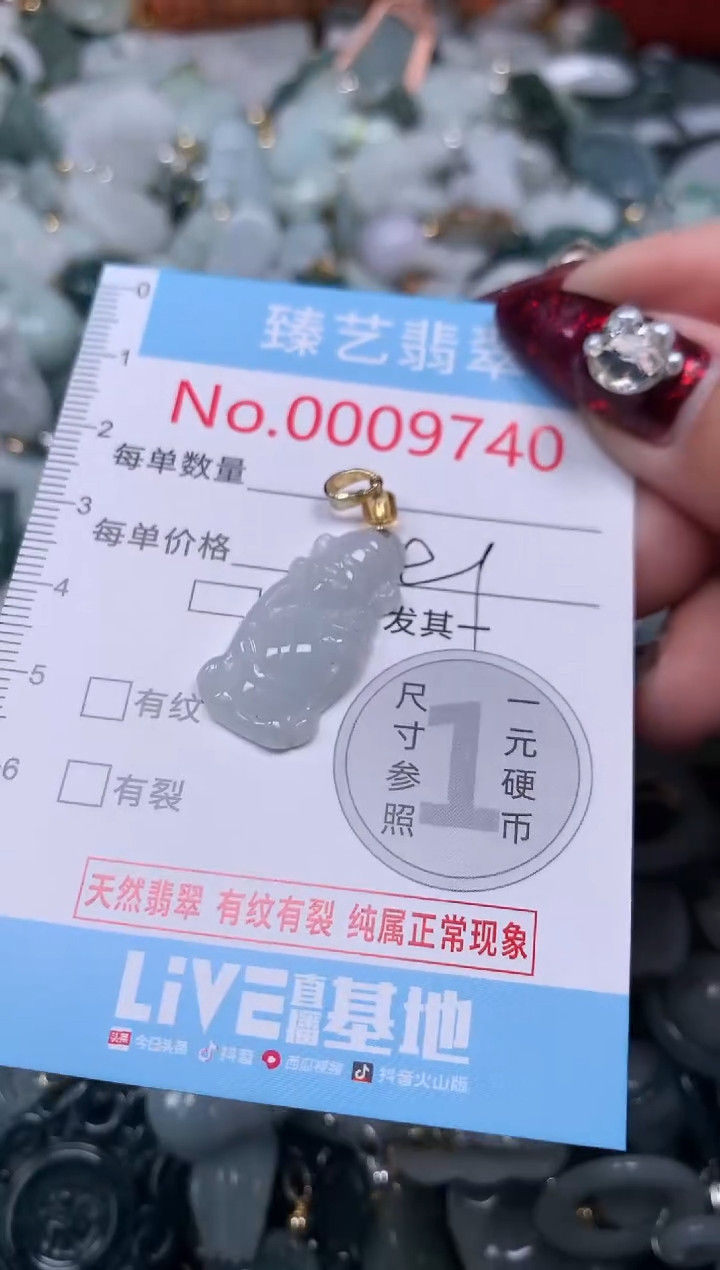 臻艺翡翠
No.0009740
每单数量
每单价格
发其一
有纹
有裂
尺寸参照
1
一元硬币
天然翡翠 有纹有裂 纯属正常现象
LiVE直播基地
头条 今日头条 抖音 西瓜视频 抖音火山版
0
1
2
3
4
5
6